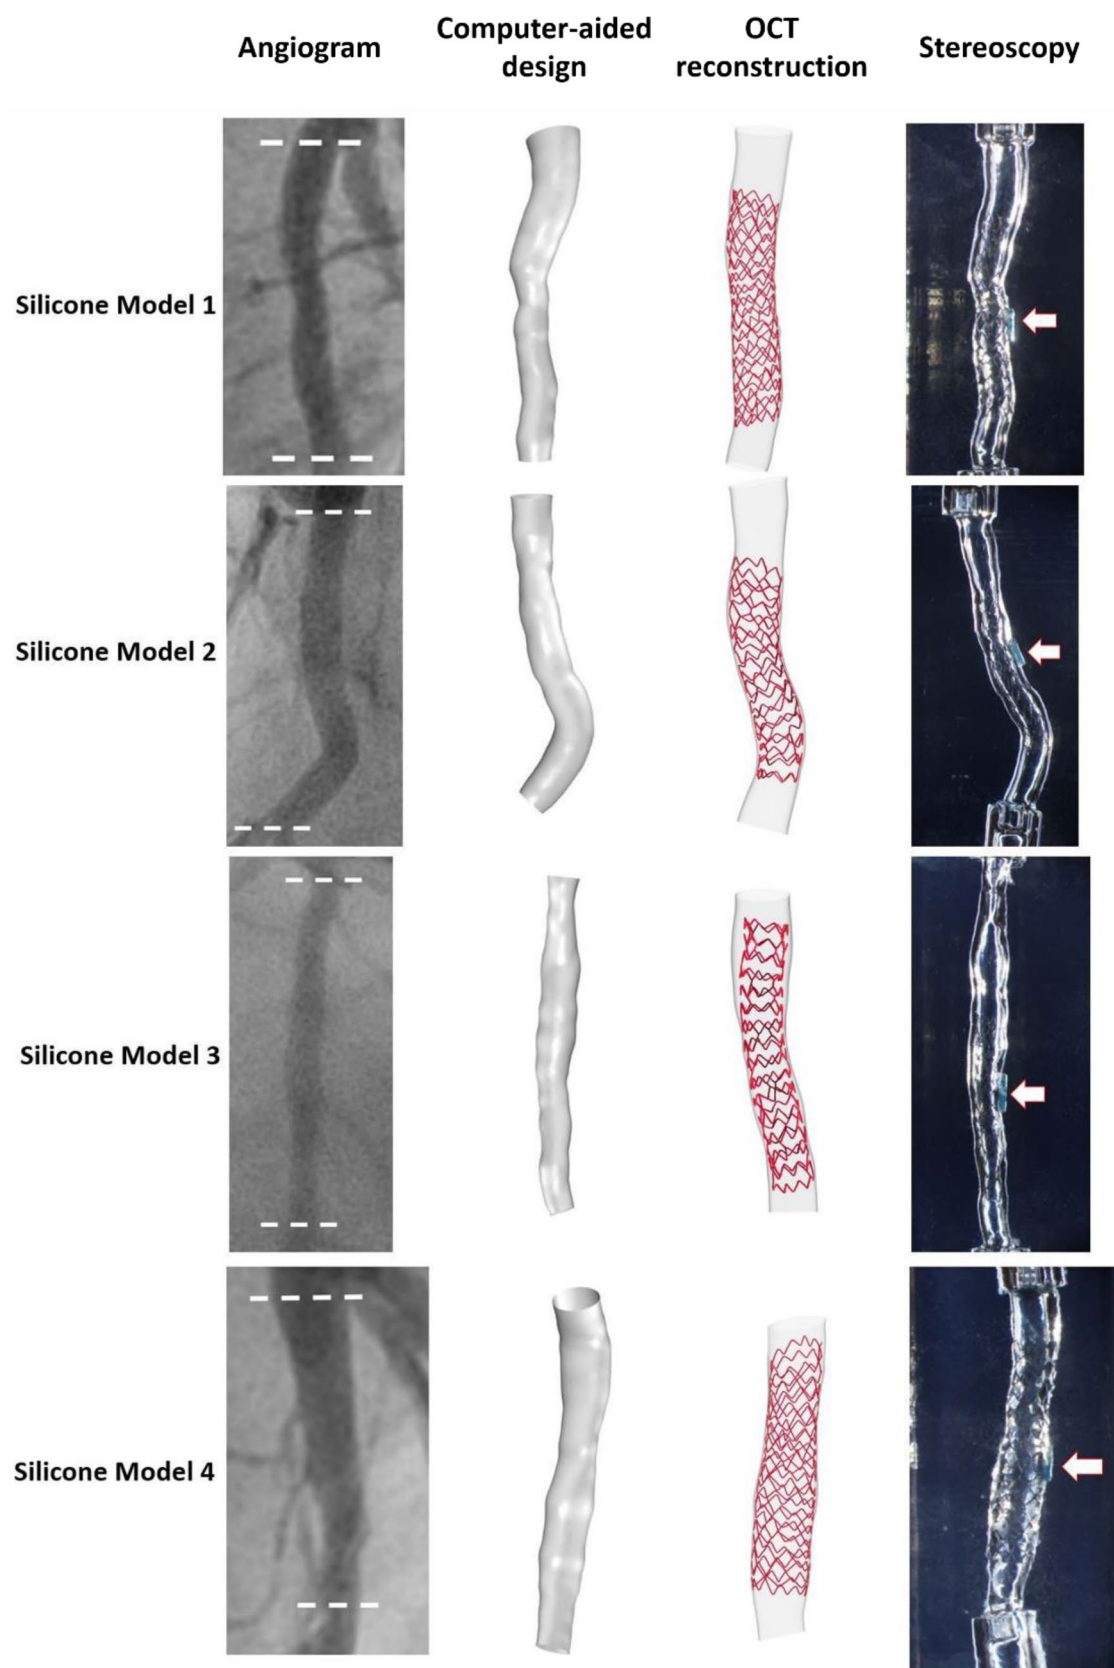 Angiogram
Computer-aided
design
OCT
reconstruction
Stereoscopy
Silicone Model 1
Silicone Model 2
Silicone Model 3
Silicone Model 4